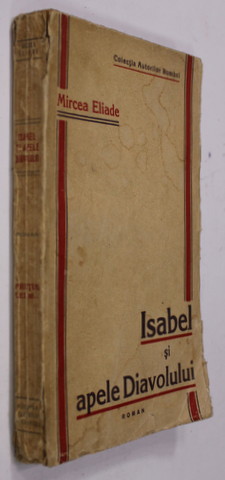 Colecția Autorilor Români
Mircea Eliade
Isabel
și
apele Diavolului
ROMAN